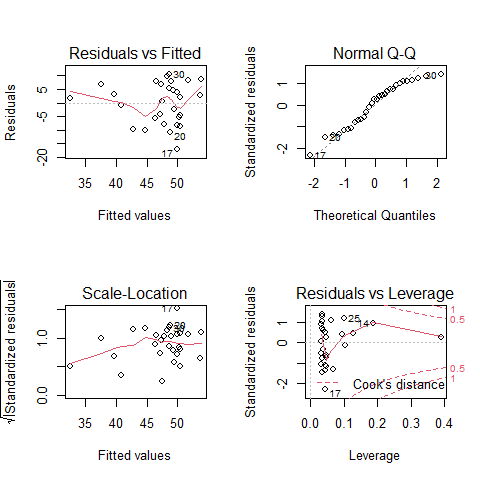 Residuals vs Fitted
Residuals
5
-5
-20
30
20
17
35 40 45 50
Fitted values
Normal Q-Q
Standardized residuals
1
0
-2
30
20
17
-2 -1 0 1 2
Theoretical Quantiles
Scale-Location
√|Standardized residuals|
1.0
0.0
17
30
35 40 45 50
Fitted values
Residuals vs Leverage
Standardized residuals
1
0
-2
25
14
17
1
0.5
0.5
1
Cook's distance
0.0 0.1 0.2 0.3 0.4
Leverage